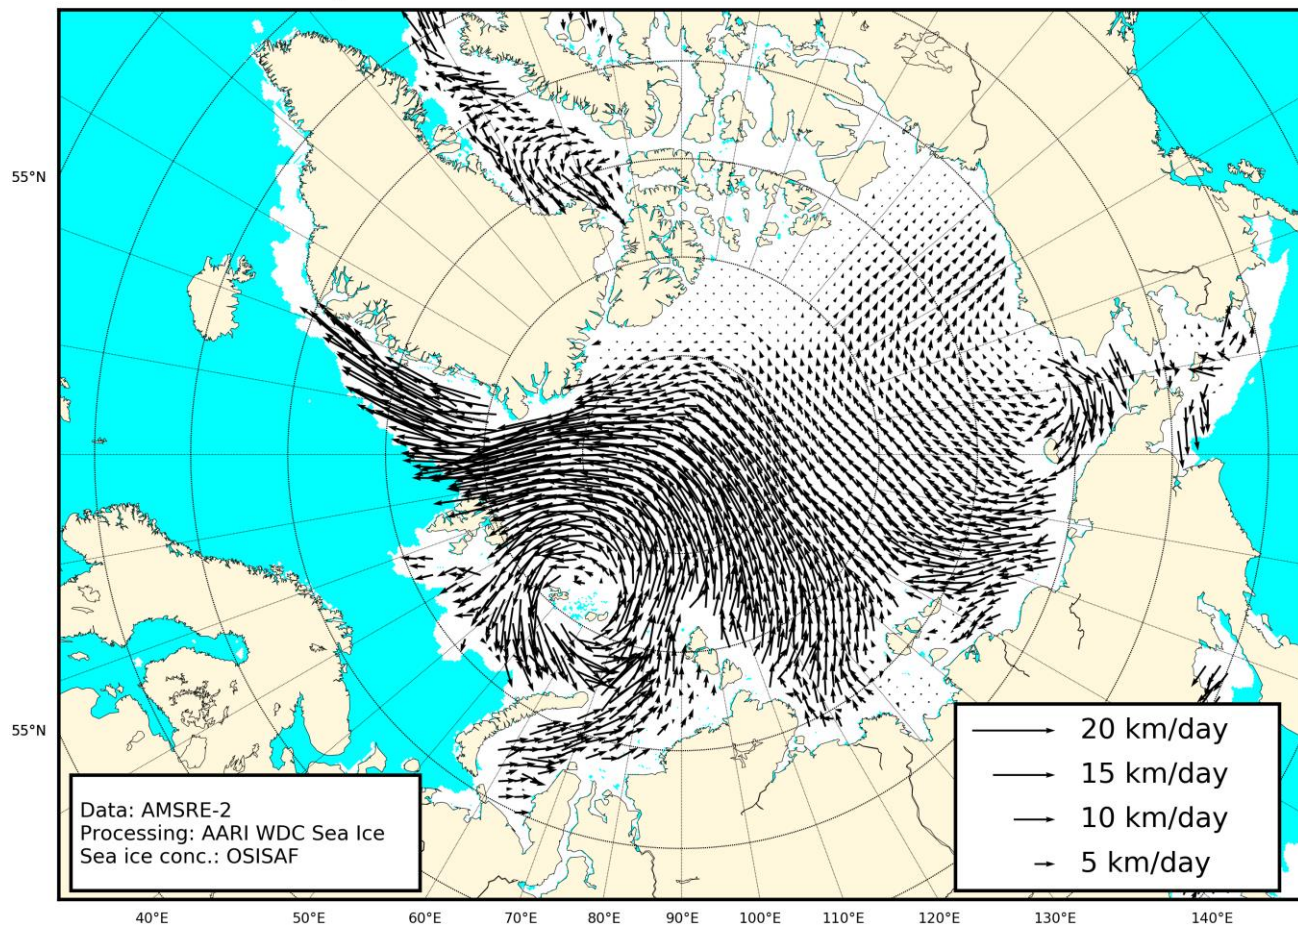 55°N
55°N
Data: AMSRE-2
Processing: AARI WDC Sea Ice
Sea ice conc.: OSISAF
20 km/day
15 km/day
10 km/day
5 km/day
40°E 50°E 60°E 70°E 80°E 90°E 100°E 110°E 120°E 130°E 140°E